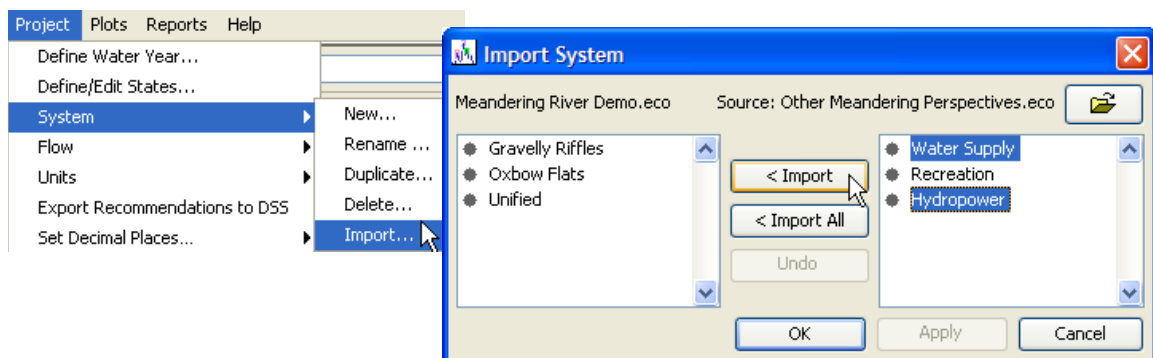 Project Plots Reports Help
Define Water Year...
Define/Edit States...
System
Flow
Units
Export Recommendations to DSS
Set Decimal Places...
New...
Rename ...
Duplicate...
Delete...
Import...
Import System
Meandering River Demo.eco Source: Other Meandering Perspectives.eco
Gravelly Riffles
Oxbow Flats
Unified
< Import
< Import All
Undo
Water Supply
Recreation
Hydropower
OK Apply Cancel